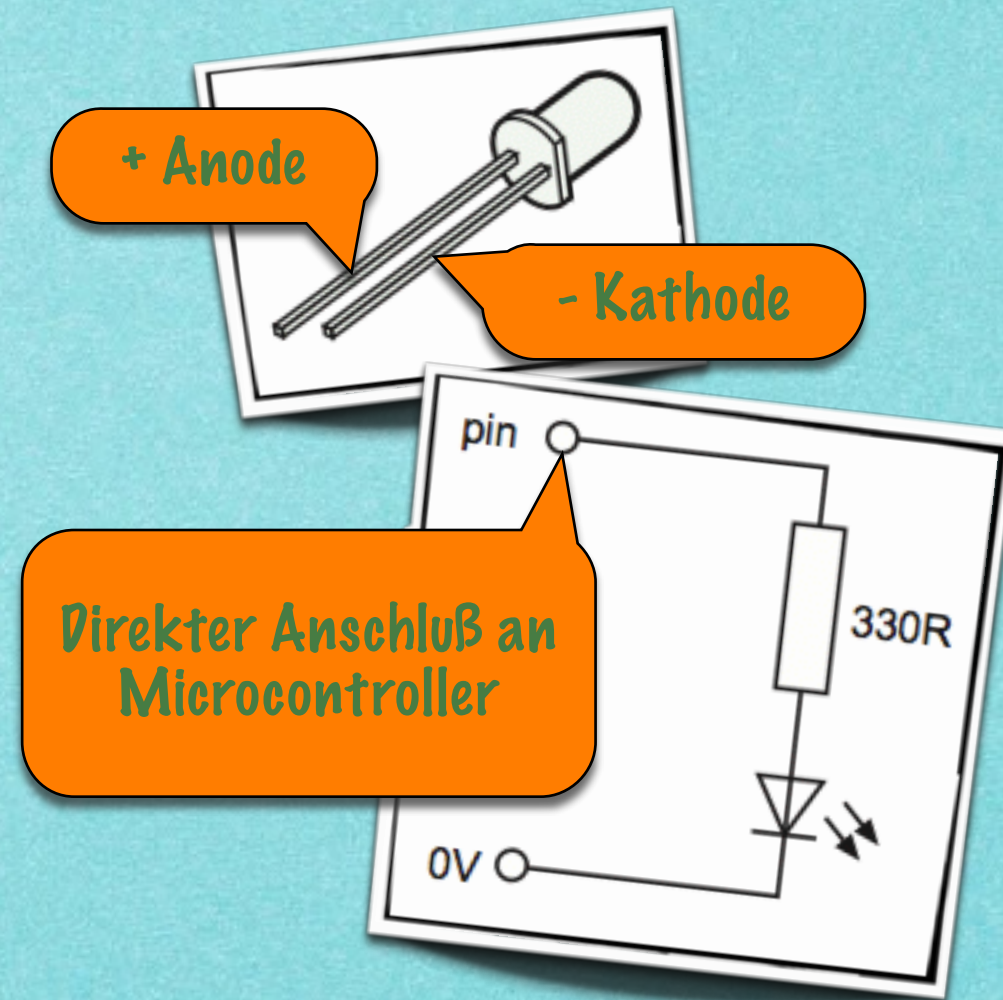 + Anode
- Kathode
pin
Direkter Anschluß an
Microcontroller
330R
0V